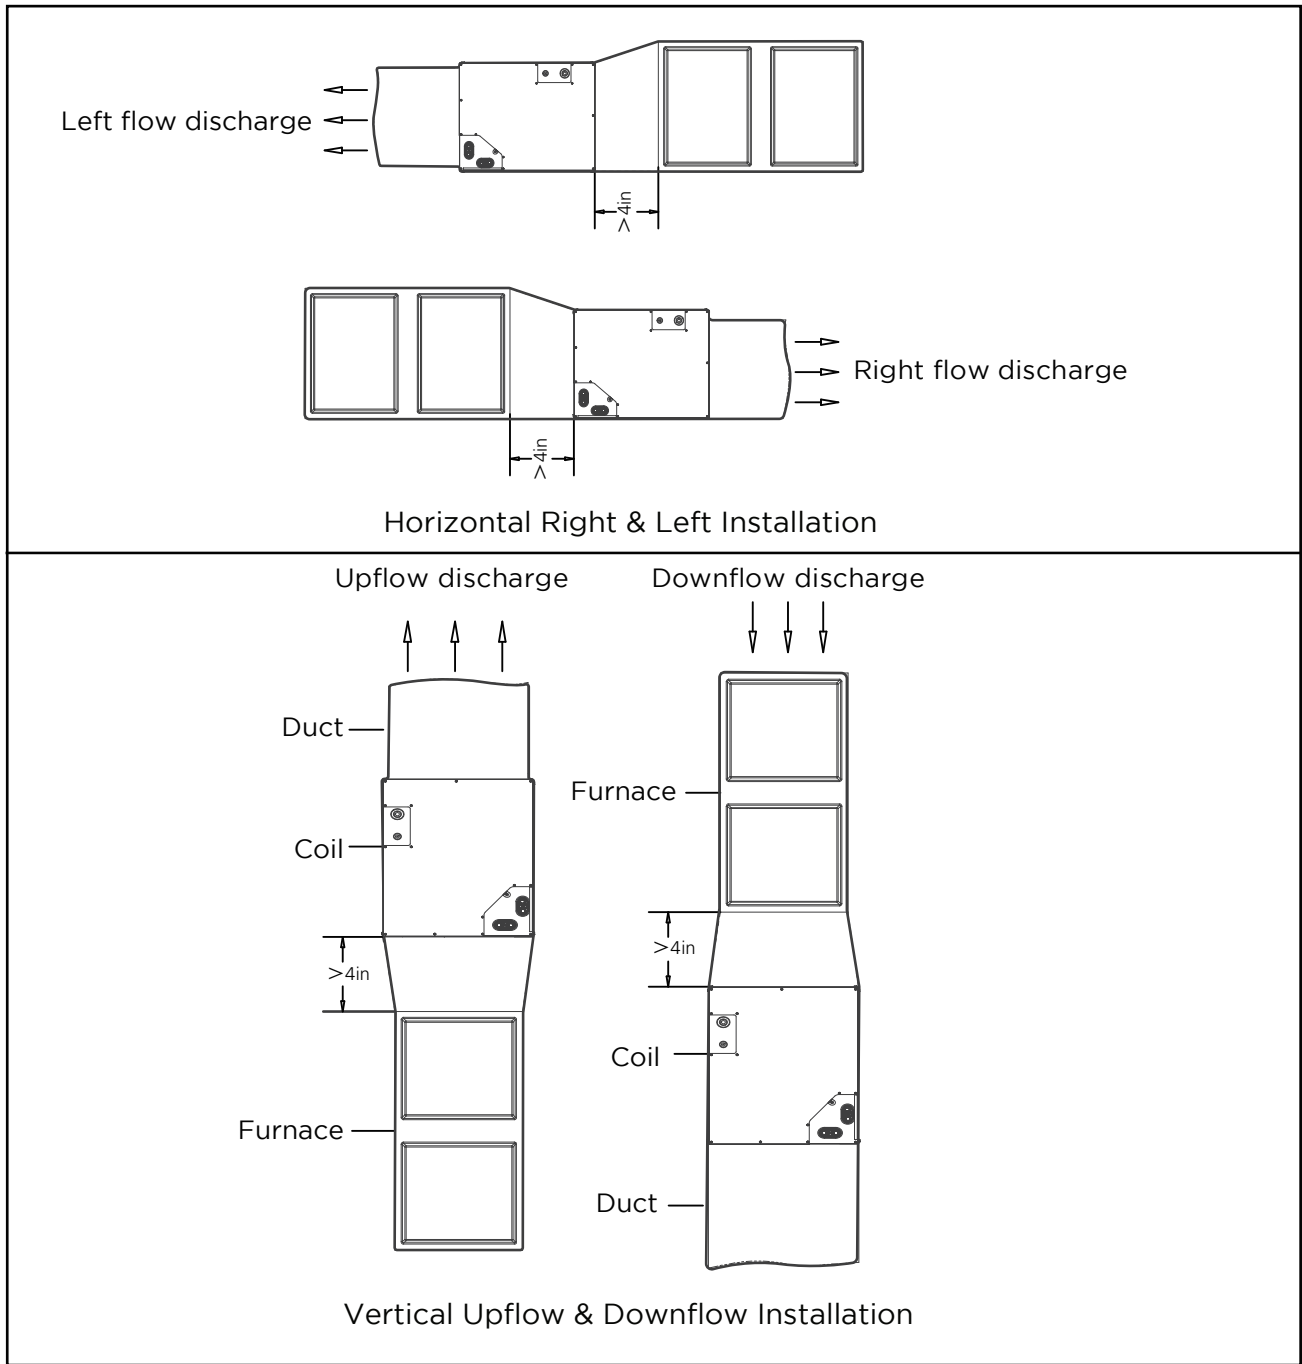 Left flow discharge
>4in
Right flow discharge
>4in
Horizontal Right & Left Installation
Upflow discharge
Downflow discharge
Duct
Furnace
Coil
>4in
>4in
Coil
Furnace
Duct
Vertical Upflow & Downflow Installation